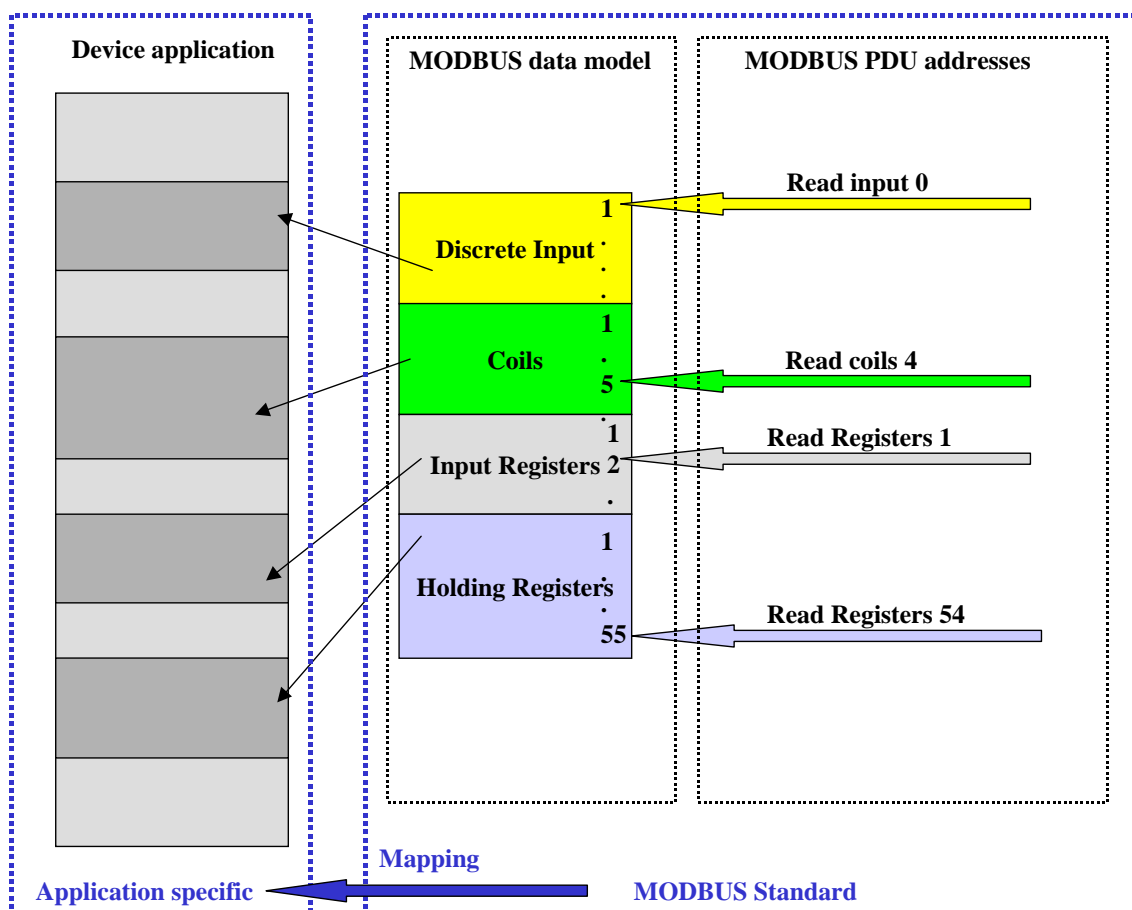 Device application
MODBUS data model
MODBUS PDU addresses
Read input 0
1
.
Discrete Input
.
.
1
Coils
.
Read coils 4
5
.
1
Read Registers 1
Input Registers 2
.
1
.
Holding Registers
.
Read Registers 54
55
Mapping
Application specific
MODBUS Standard